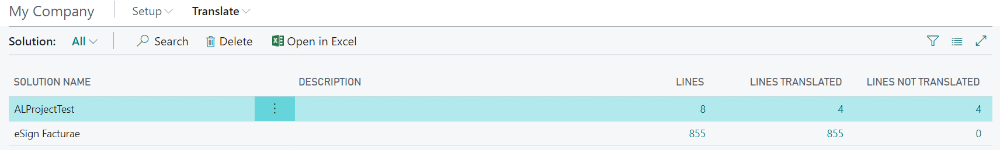 My Company Setup Translate
Solution: All Search Delete Open in Excel
SOLUTION NAME DESCRIPTION LINES LINES TRANSLATED LINES NOT TRANSLATED
ALProjectTest 8 4 4
eSign Facturae 855 855 0